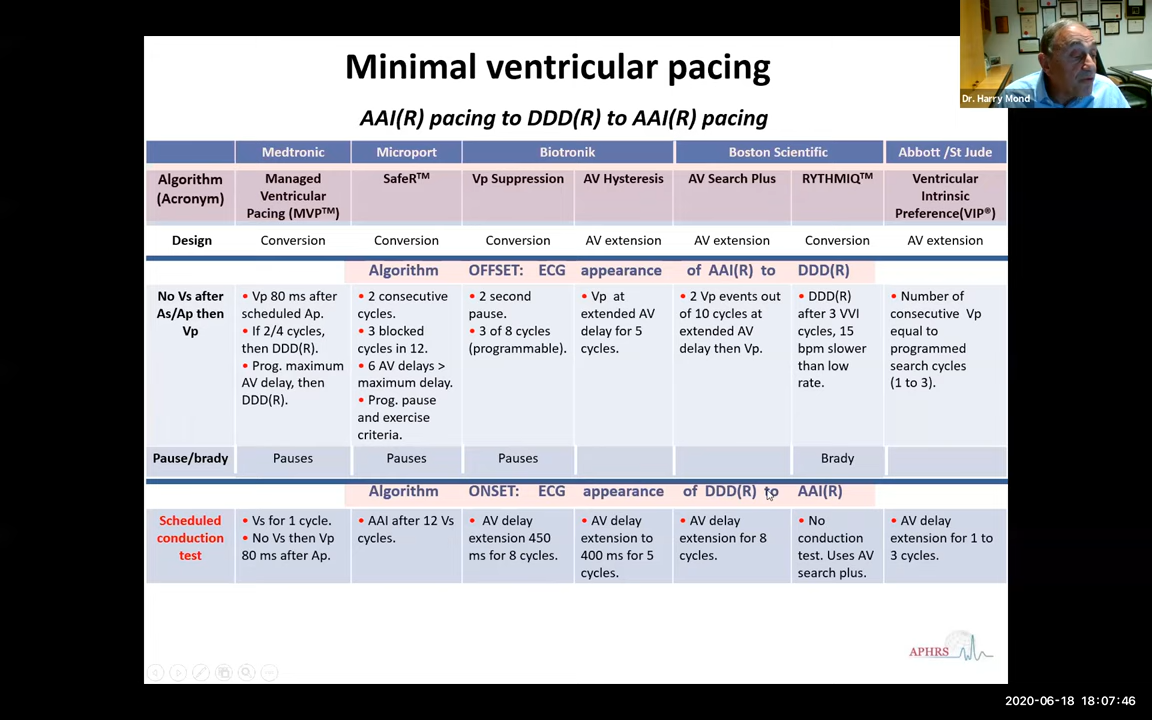 Minimal ventricular pacing
Dr. Harry Mond
AAI(R) pacing to DDD(R) to AAI(R) pacing
Medtronic Microport Biotronik Boston Scientific Abbott /St Jude
Algorithm (Acronym)
Managed Ventricular Pacing (MVP™)
SafeR™
Vp Suppression
AV Hysteresis
AV Search Plus
RYTHMIQ™
Ventricular Intrinsic Preference(VIP®)
Design Conversion Conversion Conversion AV extension AV extension Conversion AV extension
Algorithm OFFSET: ECG appearance of AAI(R) to DDD(R)
No Vs after
As/Ap then
Vp
• Vp 80 ms after
scheduled Ap.
• If 2/4 cycles,
then DDD(R).
• Prog. maximum
AV delay, then
DDD(R).
• 2 consecutive
cycles.
• 3 blocked
cycles in 12.
• 6 AV delays >
maximum delay.
• Prog. pause
and exercise
criteria.
• 2 second
pause.
• 3 of 8 cycles
(programmable).
• Vp at
extended AV
delay for 5
cycles.
• 2 Vp events out
of 10 cycles at
extended AV
delay then Vp.
• DDD(R)
after 3 VVI
cycles, 15
bpm slower
than low
rate.
• Number of
consecutive Vp
equal to
programmed
search cycles
(1 to 3).
Pause/brady Pauses Pauses Pauses Brady
Algorithm ONSET: ECG appearance of DDD(R) to AAI(R)
Scheduled
conduction
test
• Vs for 1 cycle.
• No Vs then Vp
80 ms after Ap.
• AAI after 12 Vs
cycles.
• AV delay
extension 450
ms for 8 cycles.
• AV delay
extension to
400 ms for 5
cycles.
• AV delay
extension for 8
cycles.
• No
conduction
test. Uses AV
search plus.
• AV delay
extension for 1 to
3 cycles.
APHRS
2020-06-18 18:07:46